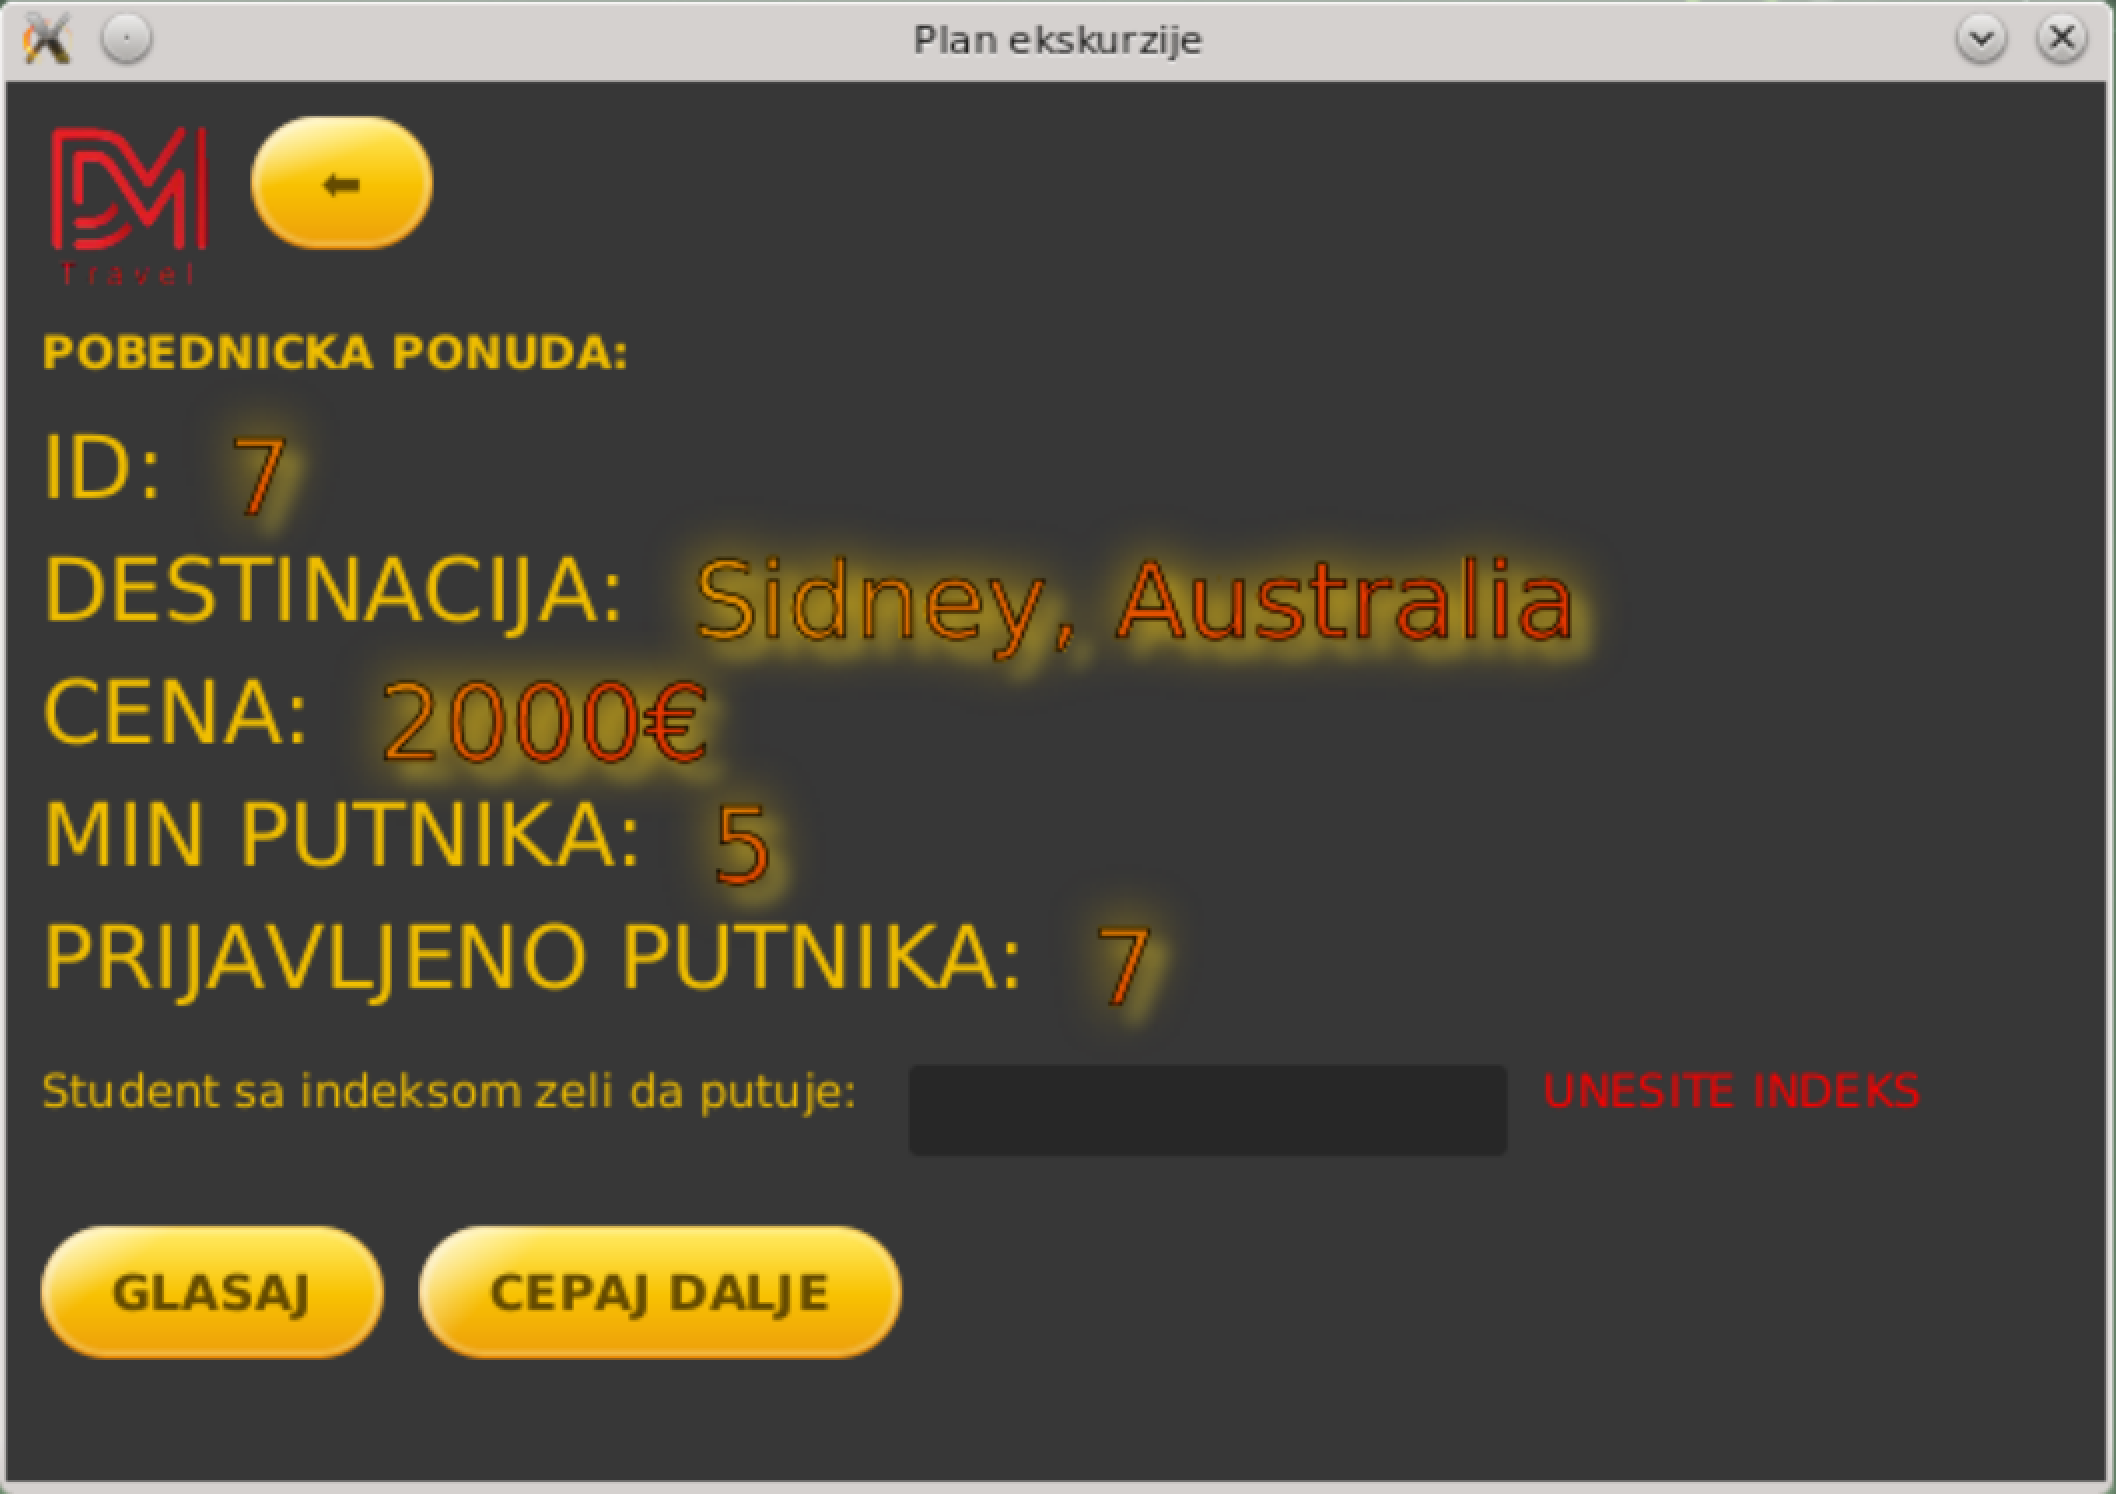 Plan ekskurzije
DM
Travel
POBEDNICKA PONUDA:
ID: 7
DESTINACIJA: Sidney, Australia
CENA: 2000€
MIN PUTNIKA: 5
PRIJAVLJENO PUTNIKA: 7
Student sa indeksom zeli da putuje: UNESITE INDEKS
GLASAJ CEPAJ DALJE